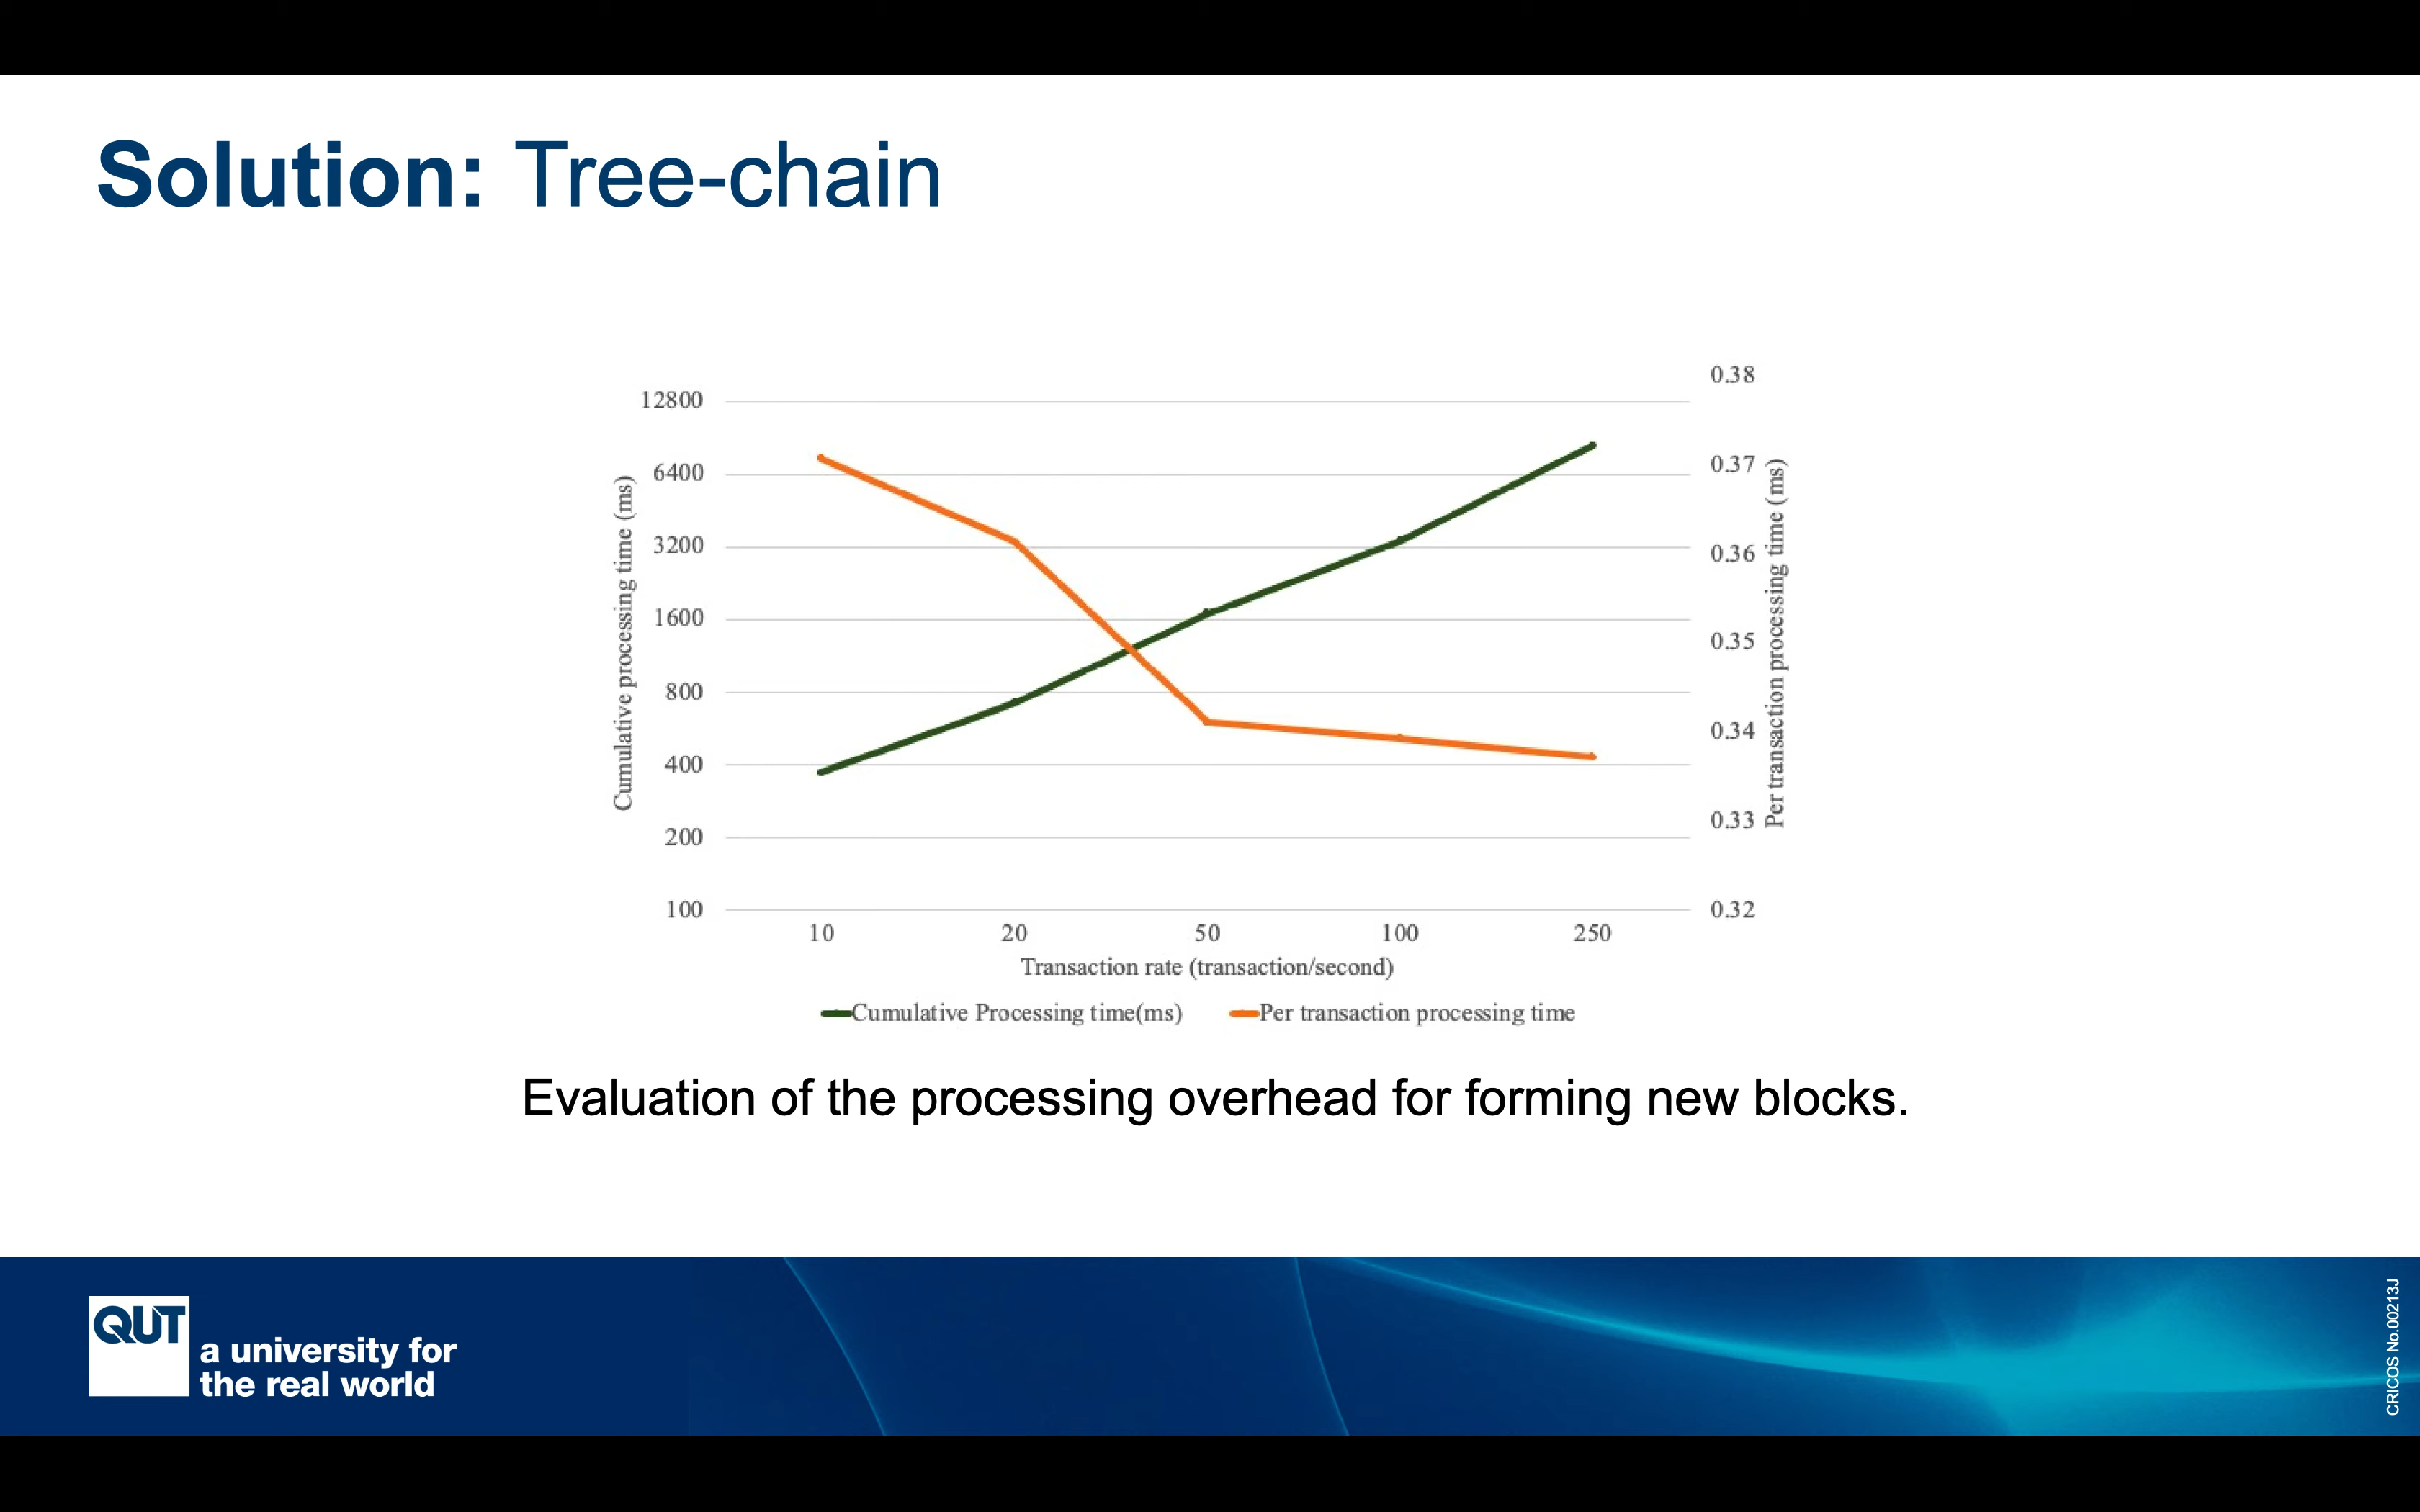 Solution: Tree-chain
12800
6400
3200
1600
800
400
200
100
Cumulative processing time (ms)
0.38
0.37
0.36
0.35
0.34
0.33
0.32
Per transaction processing time (ms)
10 20 50 100 250
Transaction rate (transaction/second)
Cumulative Processing time(ms) Per transaction processing time
Evaluation of the processing overhead for forming new blocks.
QUT
a university for
the real world
CRICOS No.00213J